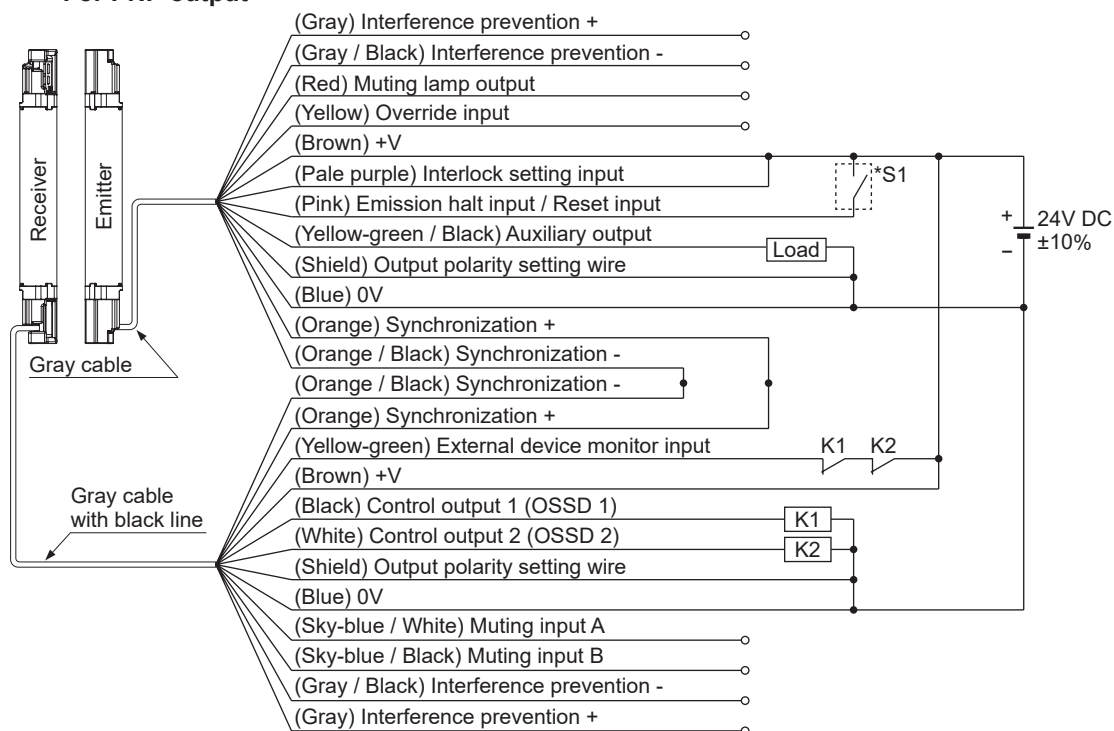 (Gray) Interference prevention +
(Gray / Black) Interference prevention -
(Red) Muting lamp output
(Yellow) Override input
(Brown) +V
(Pale purple) Interlock setting input
*S1
(Pink) Emission halt input / Reset input
(Yellow-green / Black) Auxiliary output
Load
+
24V DC
±10%
−
(Shield) Output polarity setting wire
(Blue) 0V
(Orange) Synchronization +
(Orange / Black) Synchronization -
Receiver
Emitter
Gray cable
(Orange / Black) Synchronization -
(Orange) Synchronization +
(Yellow-green) External device monitor input
K1
K2
(Brown) +V
Gray cable
with black line
(Black) Control output 1 (OSSD 1)
K1
(White) Control output 2 (OSSD 2)
K2
(Shield) Output polarity setting wire
(Blue) 0V
(Sky-blue / White) Muting input A
(Sky-blue / Black) Muting input B
(Gray / Black) Interference prevention -
(Gray) Interference prevention +